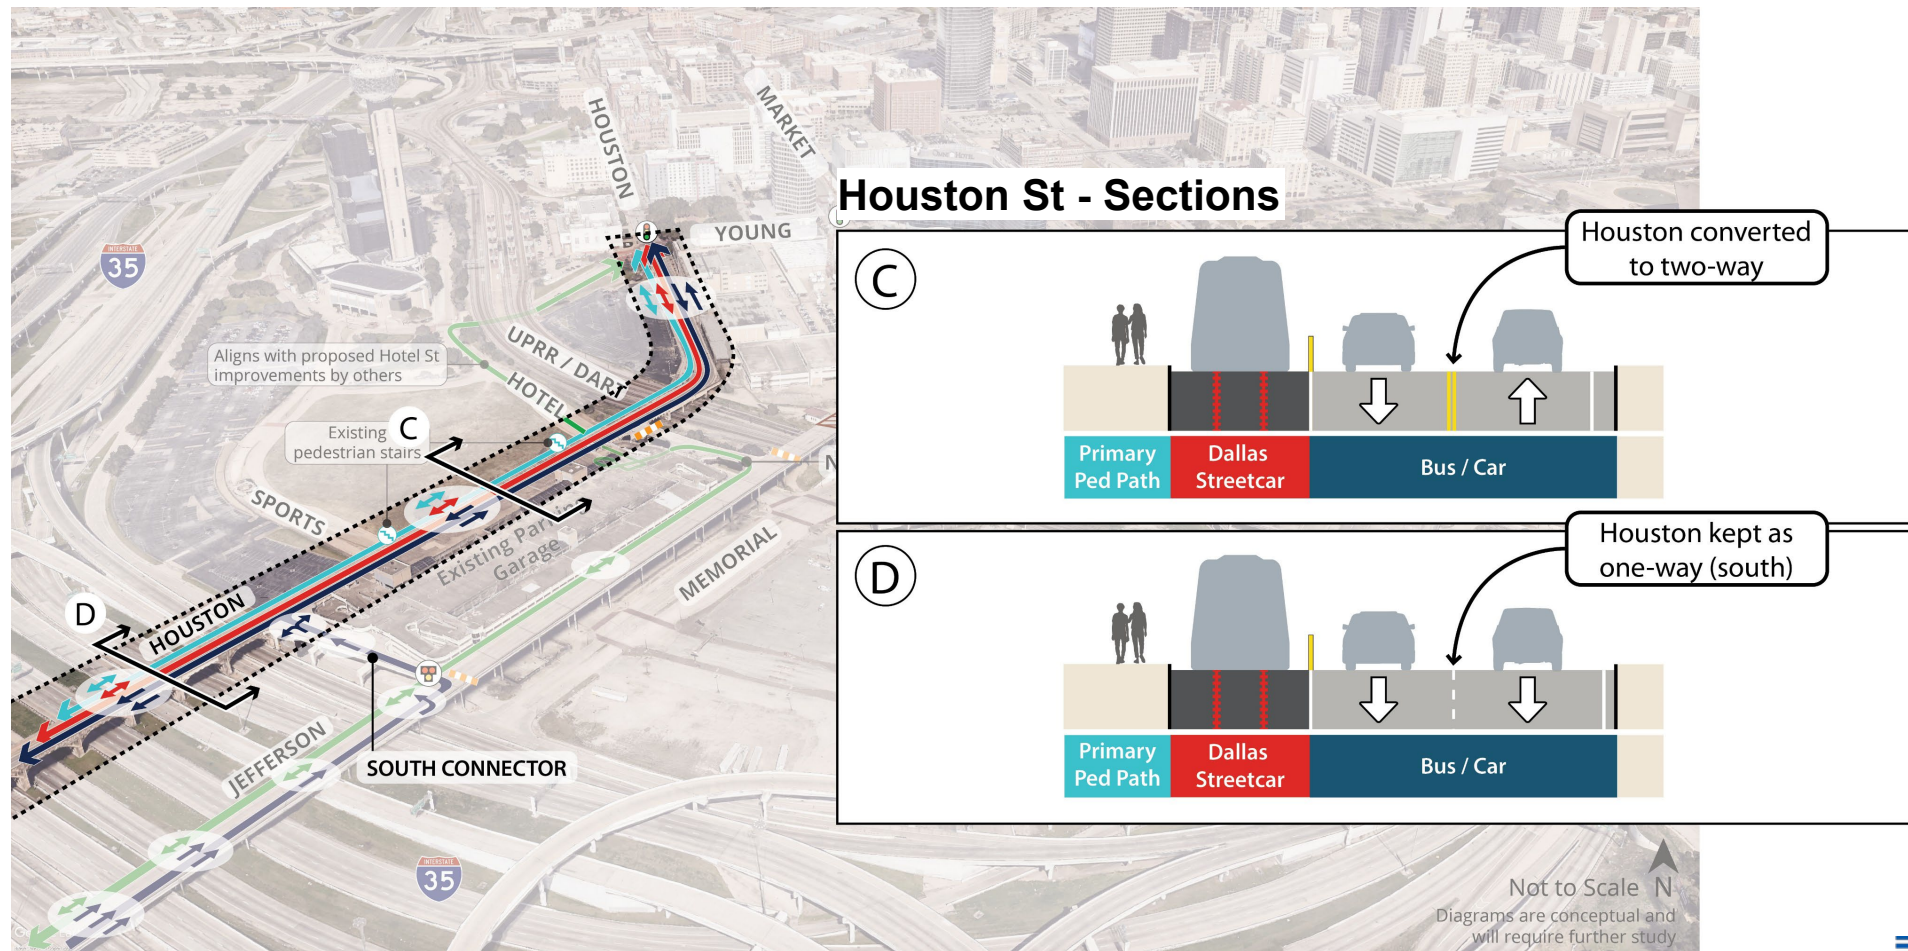 HOUSTON
MARKET
YOUNG
INTERSTATE
35
Aligns with proposed Hotel St
improvements by others
UPRR / DART
HOTEL
Existing
pedestrian stairs
C
SPORTS
Existing Parking
Garage
N
MEMORIAL
D
HOUSTON
JEFFERSON
SOUTH CONNECTOR
INTERSTATE
35
Houston St - Sections
C
Houston converted
to two-way
Primary
Ped Path
Dallas
Streetcar
Bus / Car
D
Houston kept as
one-way (south)
Primary
Ped Path
Dallas
Streetcar
Bus / Car
Not to Scale N
Diagrams are conceptual and
will require further study